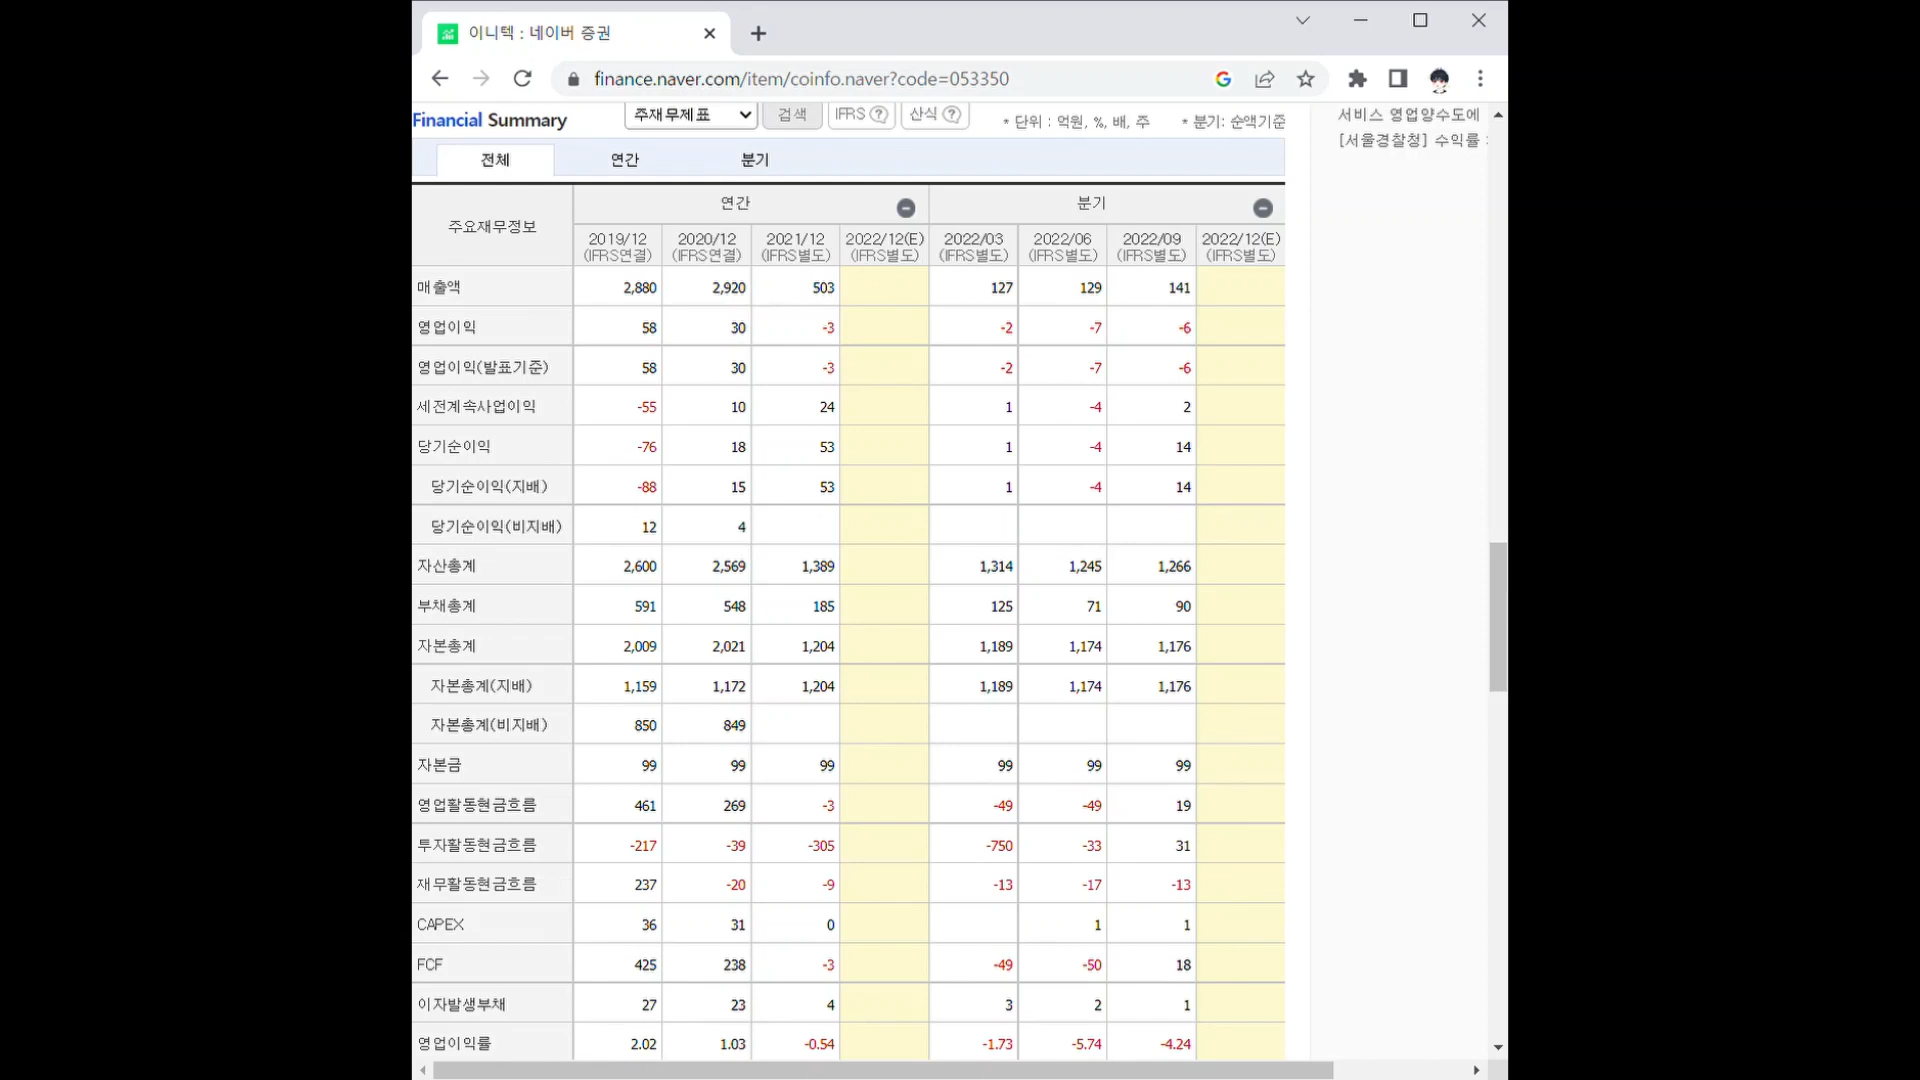 이니텍 : 네이버 증권
finance.naver.com/item/coinfo.naver?code=053350
Financial Summary 주재무제표 검색 IFRS ? 산식 ? * 단위 : 억원, %, 배, 주 * 분기: 순액기준
서비스 영업양수도에
[서울경찰청] 수익률
전체 연간 분기
주요재무정보 연간 분기
2019/12 2020/12 2021/12 2022/12(E) 2022/03 2022/06 2022/09 2022/12(E)
(IFRS연결) (IFRS연결) (IFRS별도) (IFRS별도) (IFRS별도) (IFRS별도) (IFRS별도) (IFRS별도)
매출액 2,880 2,920 503 127 129 141
영업이익 58 30 -3 -2 -7 -6
영업이익(발표기준) 58 30 -3 -2 -7 -6
세전계속사업이익 -55 10 24 1 -4 2
당기순이익 -76 18 53 1 -4 14
당기순이익(지배) -88 15 53 1 -4 14
당기순이익(비지배) 12 4
자산총계 2,600 2,569 1,389 1,314 1,245 1,266
부채총계 591 548 185 125 71 90
자본총계 2,009 2,021 1,204 1,189 1,174 1,176
자본총계(지배) 1,159 1,172 1,204 1,189 1,174 1,176
자본총계(비지배) 850 849
자본금 99 99 99 99 99 99
영업활동현금흐름 461 269 -3 -49 -49 19
투자활동현금흐름 -217 -39 -305 -750 -33 31
재무활동현금흐름 237 -20 -9 -13 -17 -13
CAPEX 36 31 0 1 1
FCF 425 238 -3 -49 -50 18
이자발생부채 27 23 4 3 2 1
영업이익률 2.02 1.03 -0.54 -1.73 -5.74 -4.24